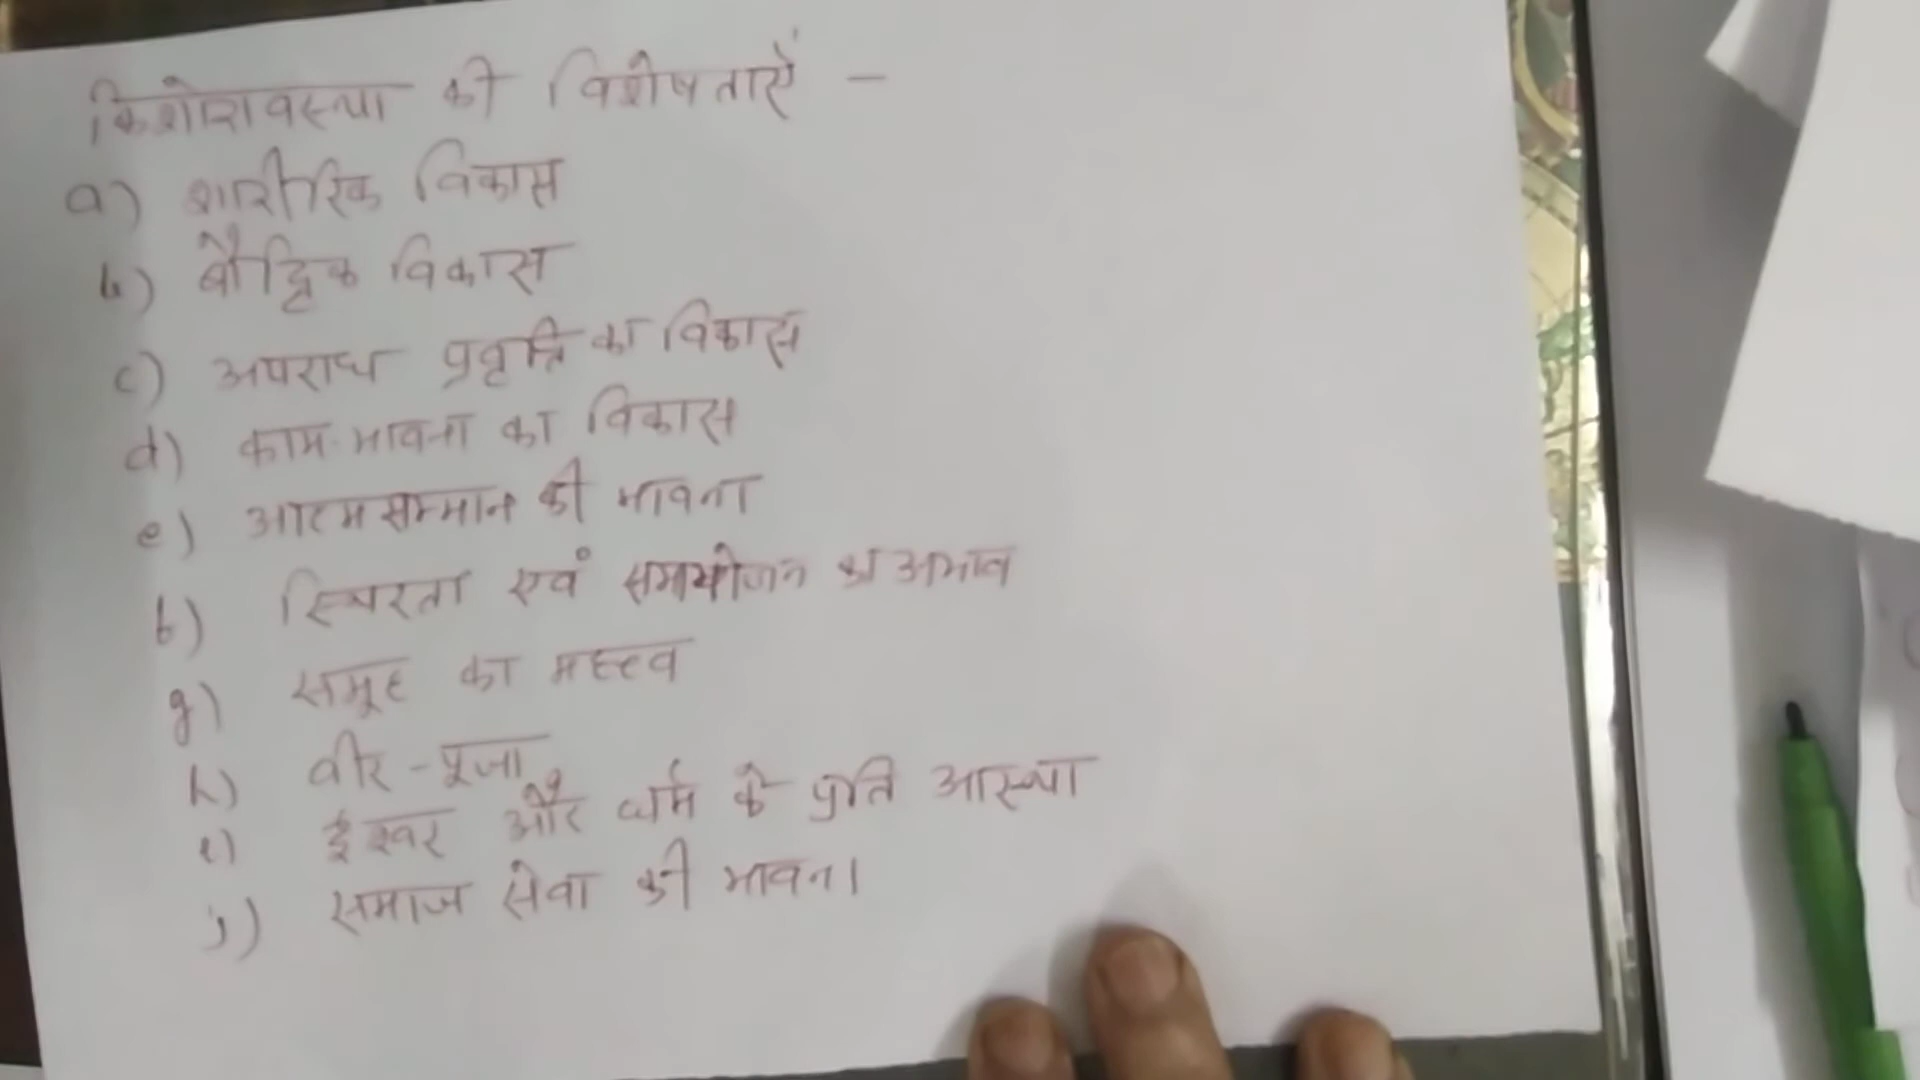 किशोरावस्था की विशेषताएँ -
a) शारीरिक विकास
b) बौद्धिक विकास
c) अपराध प्रवृत्ति का विकास
d) काम-भावना का विकास
e) आत्मसम्मान की भावना
f) स्थिरता एवं समायोजन का अभाव
g) समूह का महत्त्व
h) वीर-पूजा
i) ईश्वर और धर्म के प्रति आस्था
j) समाज सेवा की भावना